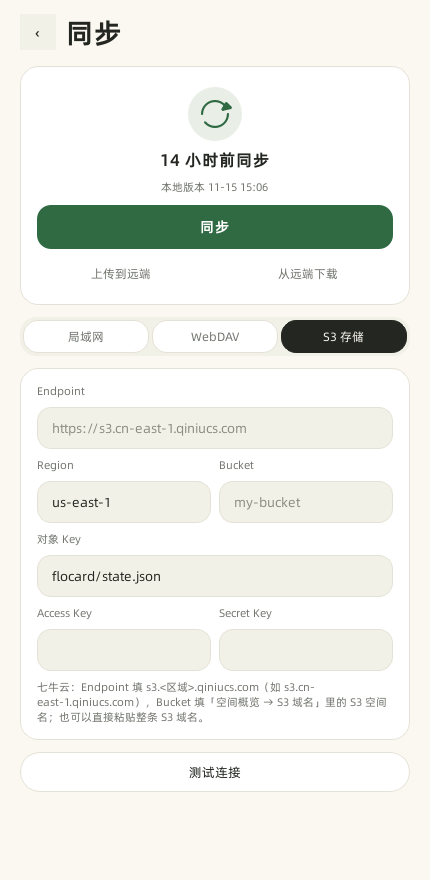 ‹ 同步
14 小时前同步
本地版本 11-15 15:06
同步
上传到远端 从远端下载
局域网 WebDAV S3 存储
Endpoint
https://s3.cn-east-1.qiniucs.com
Region Bucket
us-east-1 my-bucket
对象 Key
flocard/state.json
Access Key Secret Key
七牛云：Endpoint 填 s3.<区域>.qiniucs.com（如 s3.cn-
east-1.qiniucs.com），Bucket 填「空间概览 → S3 域名」里的 S3 空间
名；也可以直接粘贴整条 S3 域名。
测试连接